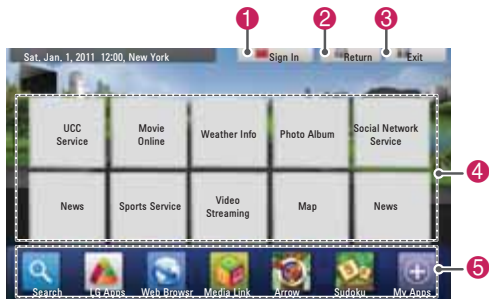 1 2 3
Sat, Jan. 1, 2011 12:00, New York Sign In Return Exit
UCC Service
Movie Online
Weather Info
Photo Album
Social Network Service
4
News
Sports Service
Video Streaming
Map
News
Search LG Apps Web Browsr Media Link Arrow Sudoku My Apps
5